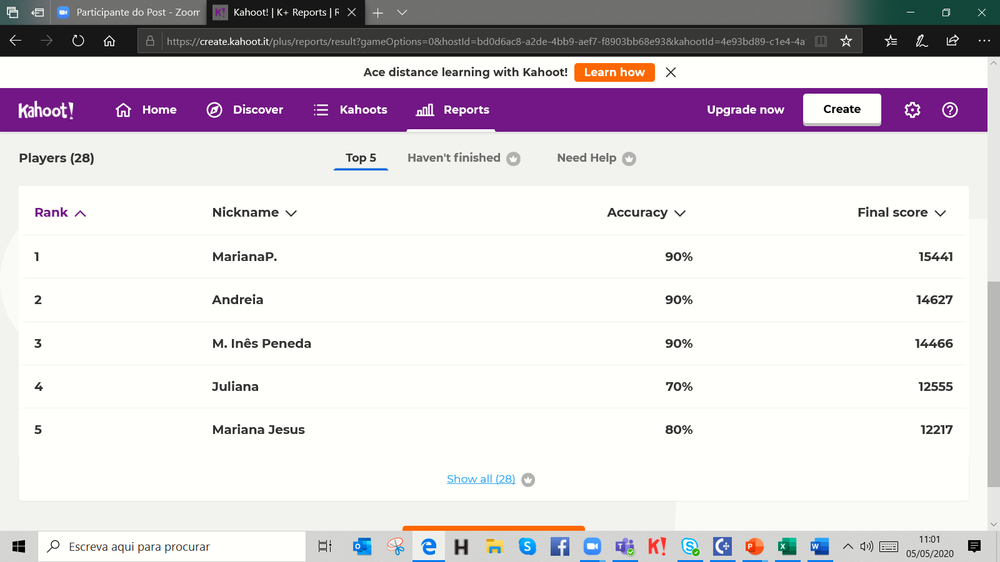 Participante do Post - Zoom
Kahoot! | K+ Reports | R
https://create.kahoot.it/plus/reports/result?gameOptions=0&hostId=bd0d6ac8-a2de-4bb9-aef7-f8903bb68e93&kahootId=4e93bd89-c1e4-4a
Ace distance learning with Kahoot! Learn how
Kahoot! Home Discover Kahoots Reports Upgrade now Create
Players (28) Top 5 Haven't finished Need Help
Rank Nickname Accuracy Final score
1 MarianaP. 90% 15441
2 Andreia 90% 14627
3 M. Inês Peneda 90% 14466
4 Juliana 70% 12555
5 Mariana Jesus 80% 12217
Show all (28)
Escreva aqui para procurar
11:01
05/05/2020